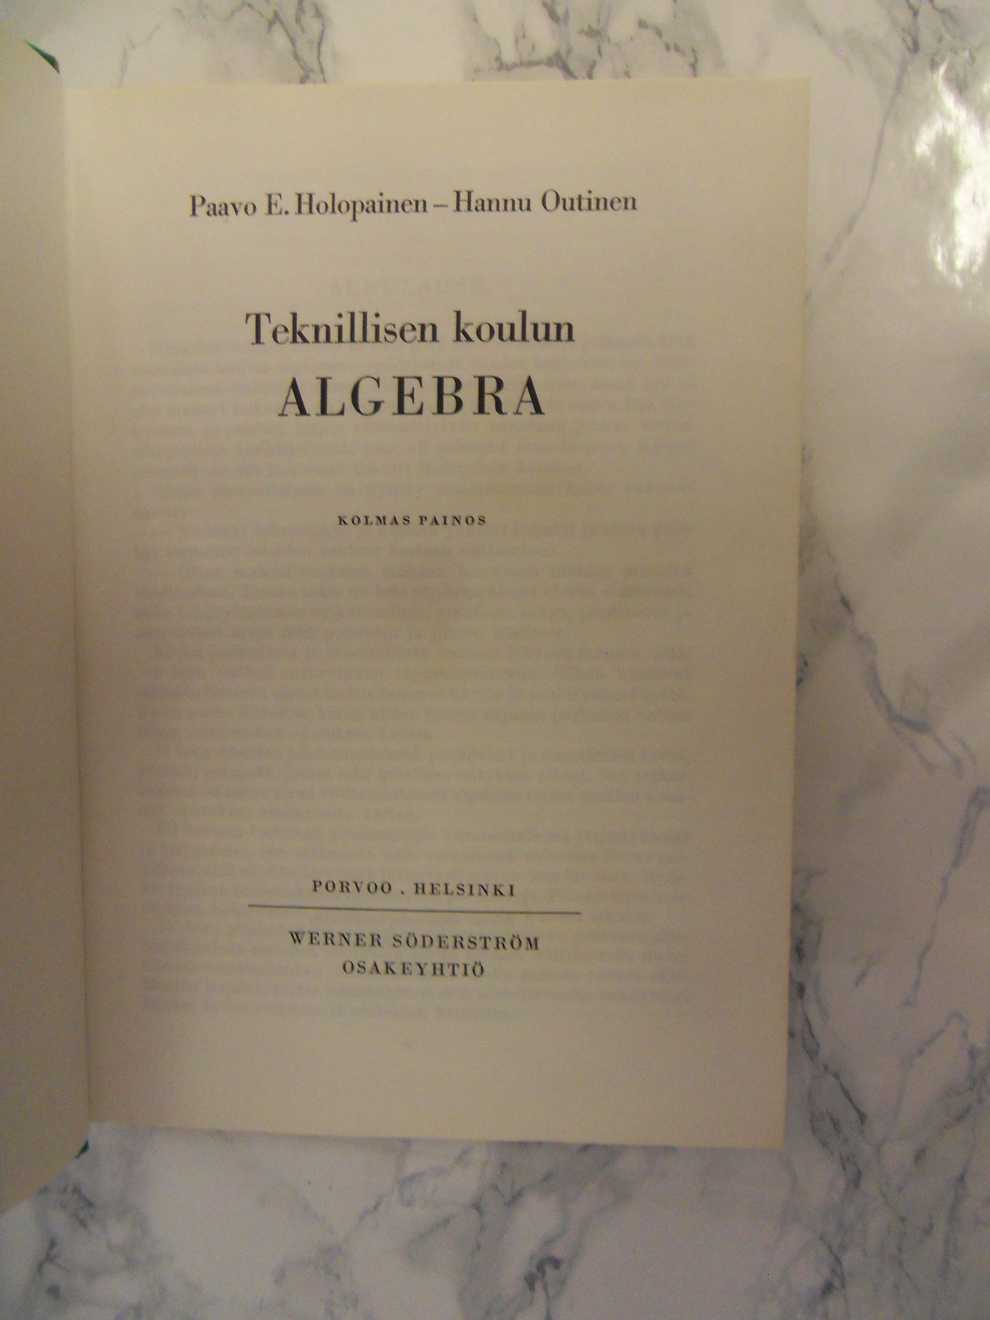 Paavo E. Holopainen – Hannu Outinen
Teknillisen koulun
ALGEBRA
KOLMAS PAINOS
PORVOO . HELSINKI
WERNER SÖDERSTRÖM
OSAKEYHTIÖ